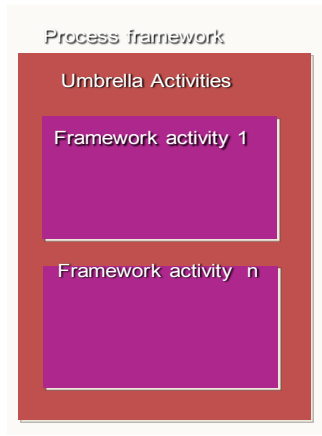 Process framework
Umbrella Activities
Framework activity 1
Framework activity n